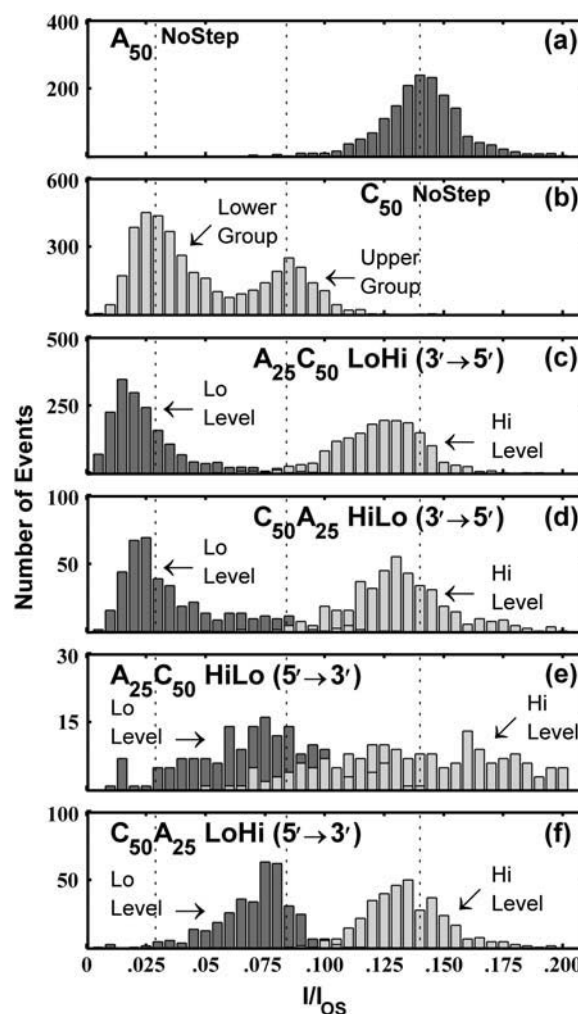 Number of Events
400
200
A50 NoStep
(a)
600
300
0
C50 NoStep
(b)
Lower
Group
Upper
Group
500
250
0
A25C50 LoHi (3′→5′)
(c)
Lo
Level
Hi
Level
100
50
0
C50A25 HiLo (3′→5′)
(d)
Lo
Level
Hi
Level
30
15
A25C50 HiLo (5′→3′)
(e)
Lo
Level
Hi
Level
100
50
C50A25 LoHi (5′→3′)
(f)
Lo
Level
Hi
Level
0 .025 .05 .075 .100 .125 .150 .175 .200
I/IOS